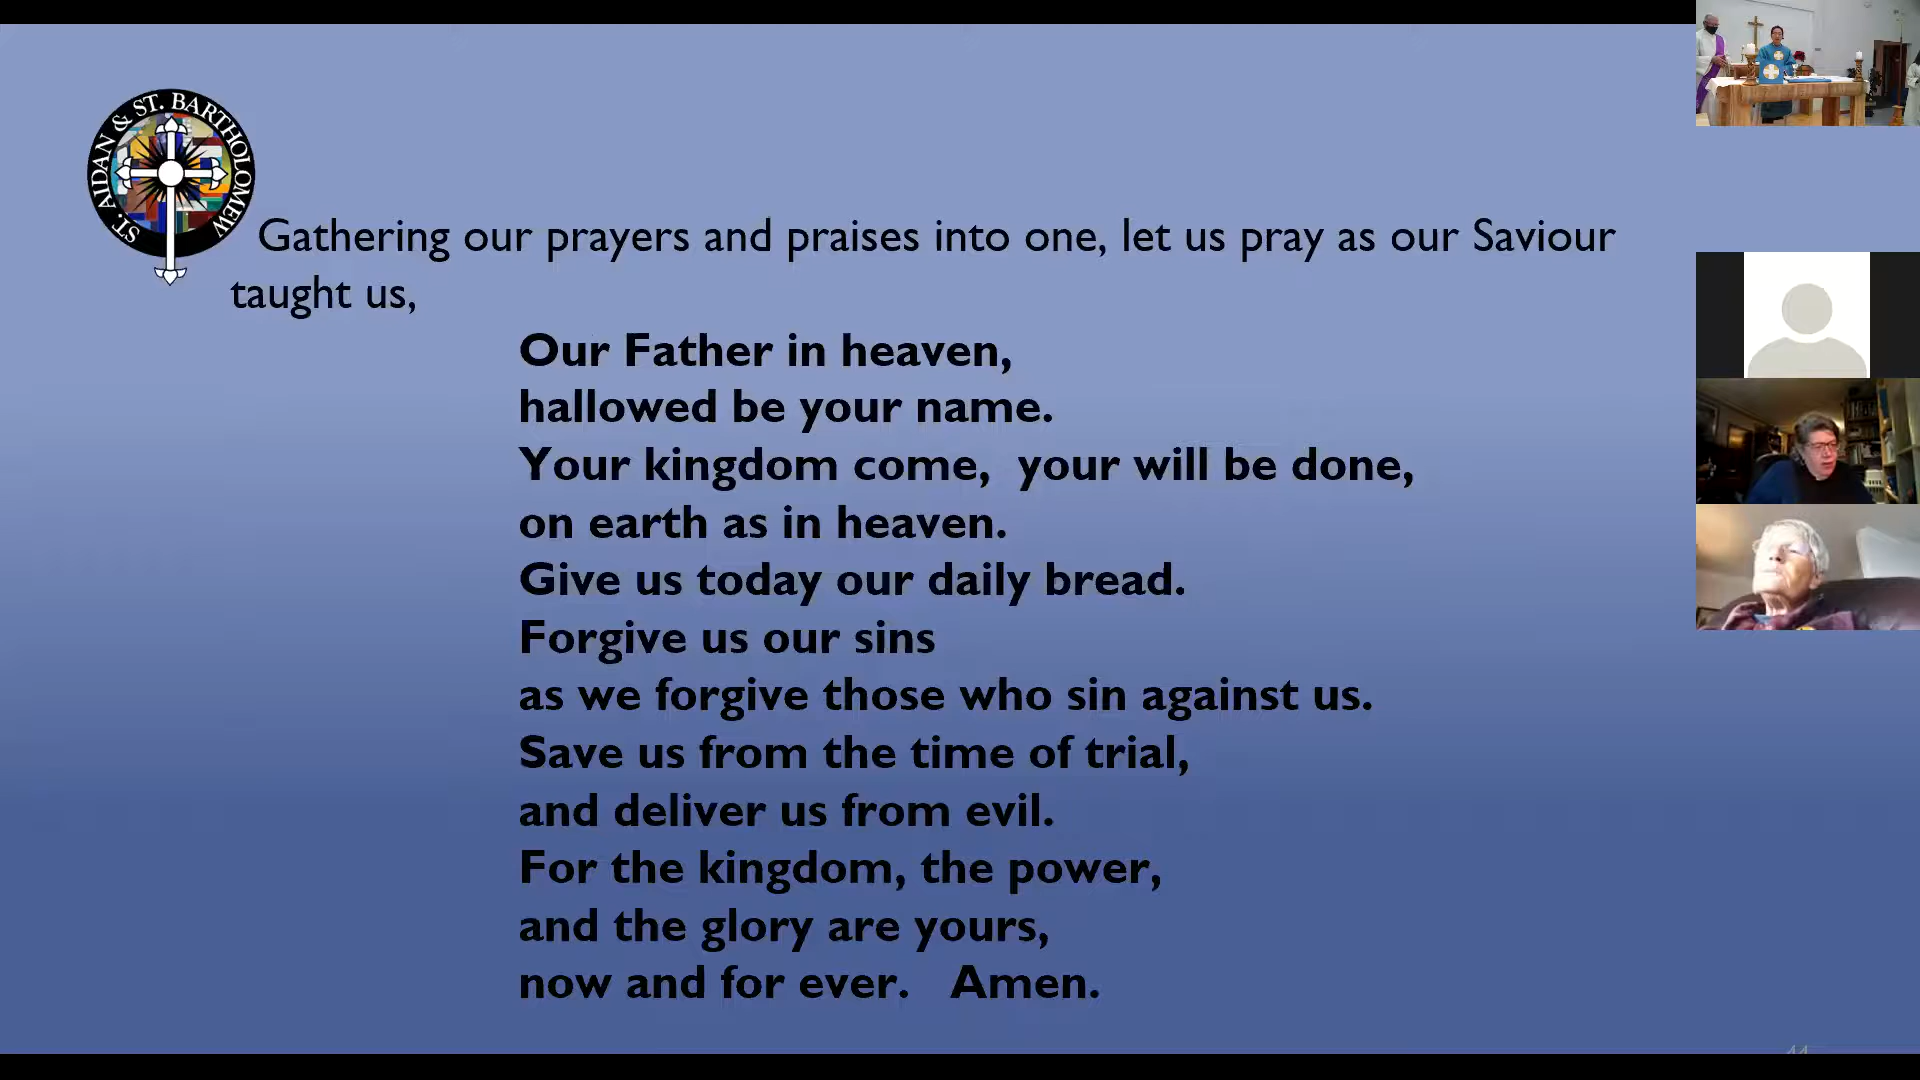 ST. AIDAN & ST. BARTHOLOMEW
Gathering our prayers and praises into one, let us pray as our Saviour
taught us,
Our Father in heaven,
hallowed be your name.
Your kingdom come,  your will be done,
on earth as in heaven.
Give us today our daily bread.
Forgive us our sins
as we forgive those who sin against us.
Save us from the time of trial,
and deliver us from evil.
For the kingdom, the power,
and the glory are yours,
now and for ever.   Amen.